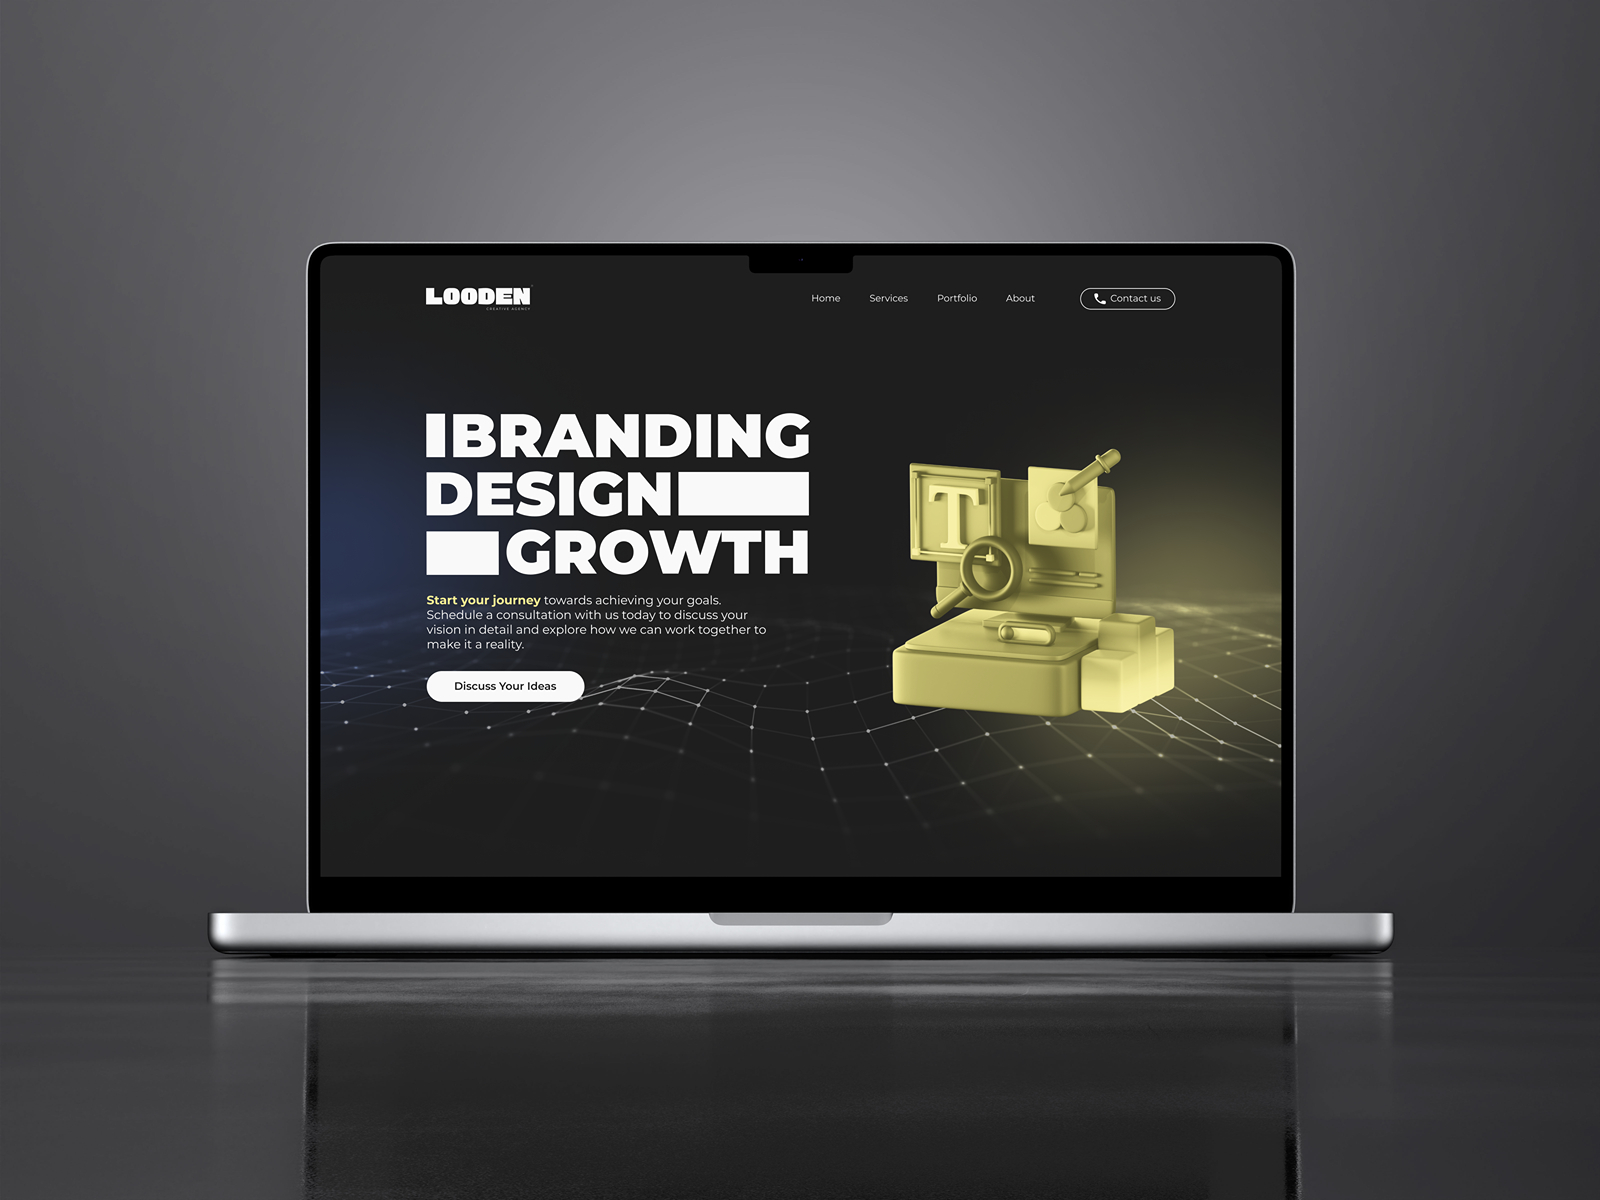 LOODEN
CREATIVE AGENCY
Home Services Portfolio About Contact us
BRANDING
DESIGN
GROWTH
Start your journey towards achieving your goals.
Schedule a consultation with us today to discuss your
vision in detail and explore how we can work together to
make it a reality.
Discuss Your Ideas
T